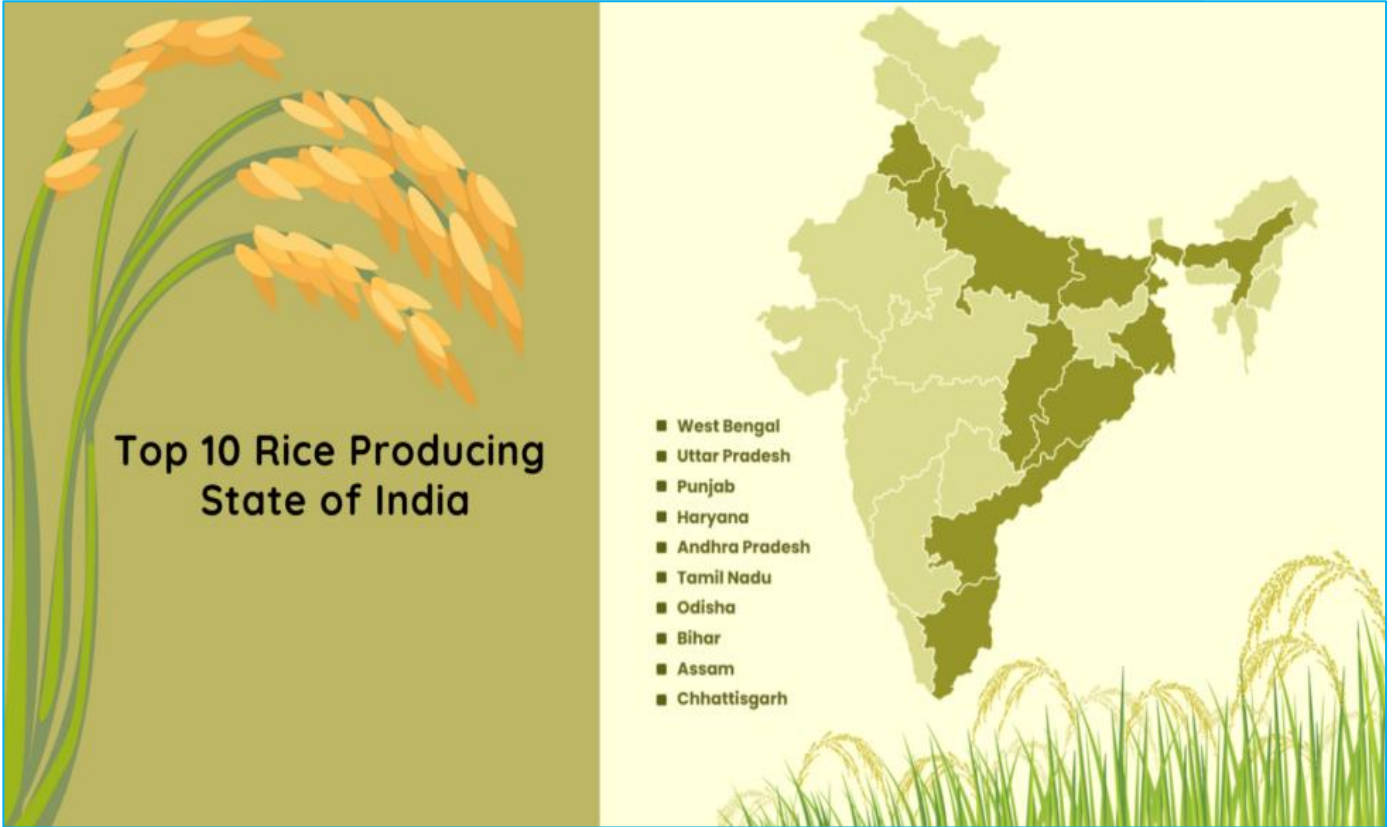 Top 10 Rice Producing
State of India
West Bengal
Uttar Pradesh
Punjab
Haryana
Andhra Pradesh
Tamil Nadu
Odisha
Bihar
Assam
Chhattisgarh